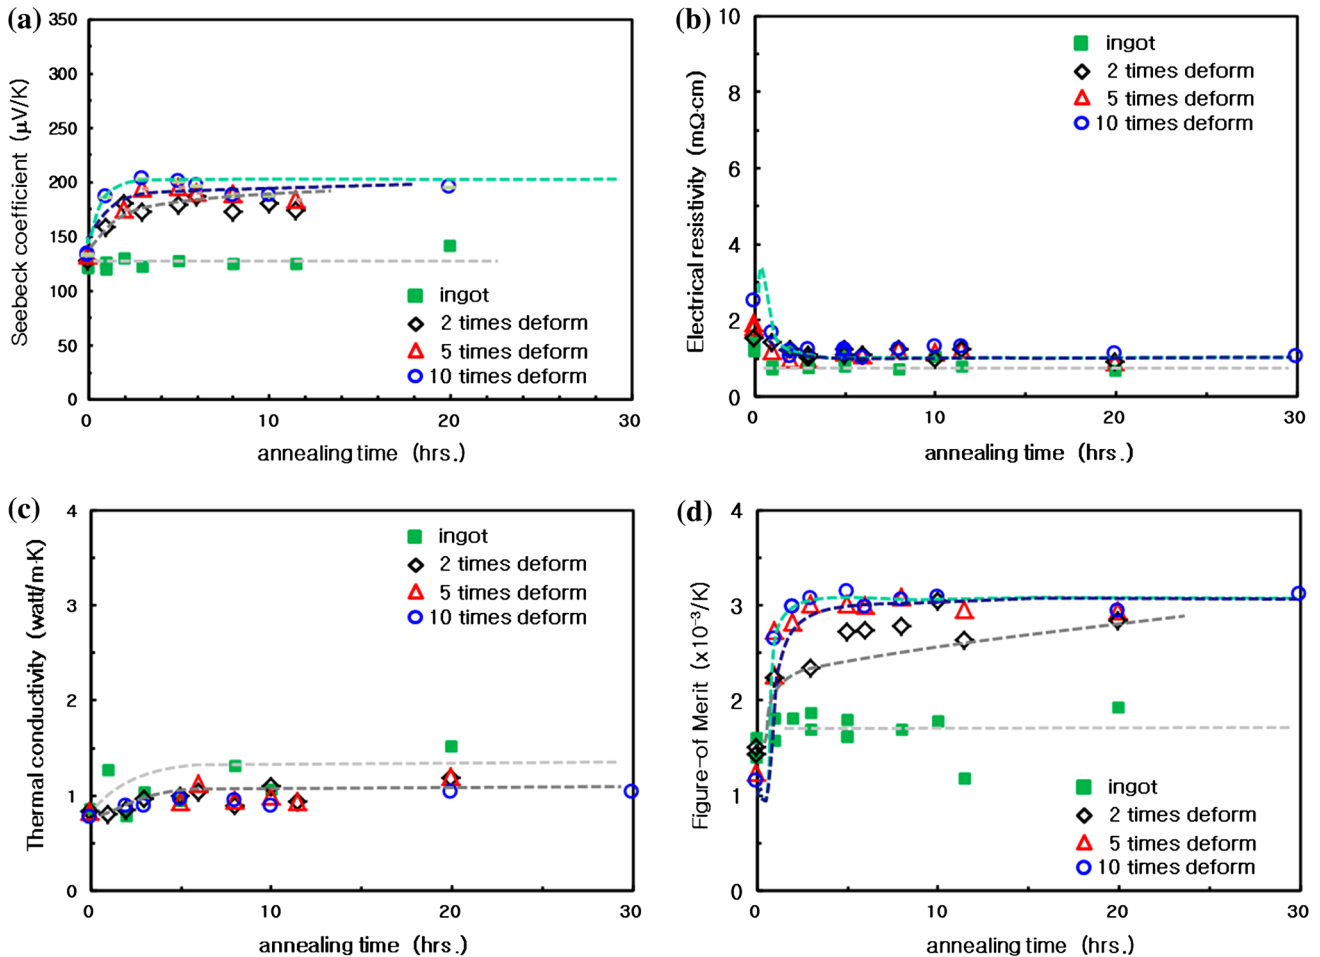 (a)
350
300
250
200
150
100
50
0
Seebeck coefficient (μV/K)
ingot
2 times deform
5 times deform
10 times deform
0 10 20 30
annealing time (hrs.)
(b)
10
8
6
4
2
0
Electrical resistivity (mΩ·cm)
ingot
2 times deform
5 times deform
10 times deform
0 10 20 30
annealing time (hrs.)
(c)
4
3
2
1
0
Thermal conductivity (watt/m·K)
ingot
2 times deform
5 times deform
10 times deform
0 10 20 30
annealing time (hrs.)
(d)
4
3
2
1
0
Figure-of Merit (x10⁻³/K)
ingot
2 times deform
5 times deform
10 times deform
0 10 20 30
annealing time (hrs.)